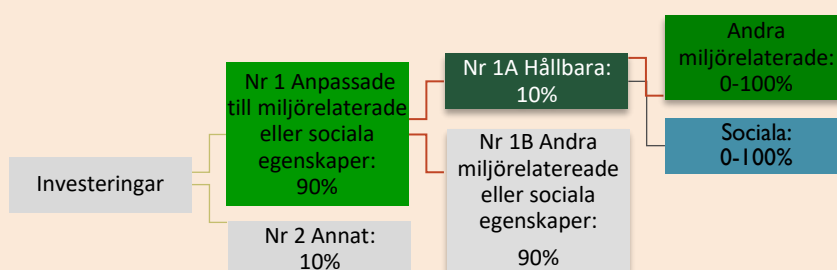 Investeringar
Nr 1 Anpassade
till miljörelaterade
eller sociala
egenskaper:
90%
Nr 2 Annat:
10%
Nr 1A Hållbara:
10%
Nr 1B Andra
miljörelatereade
eller sociala
egenskaper:
90%
Andra
miljörelaterade:
0-100%
Sociala:
0-100%